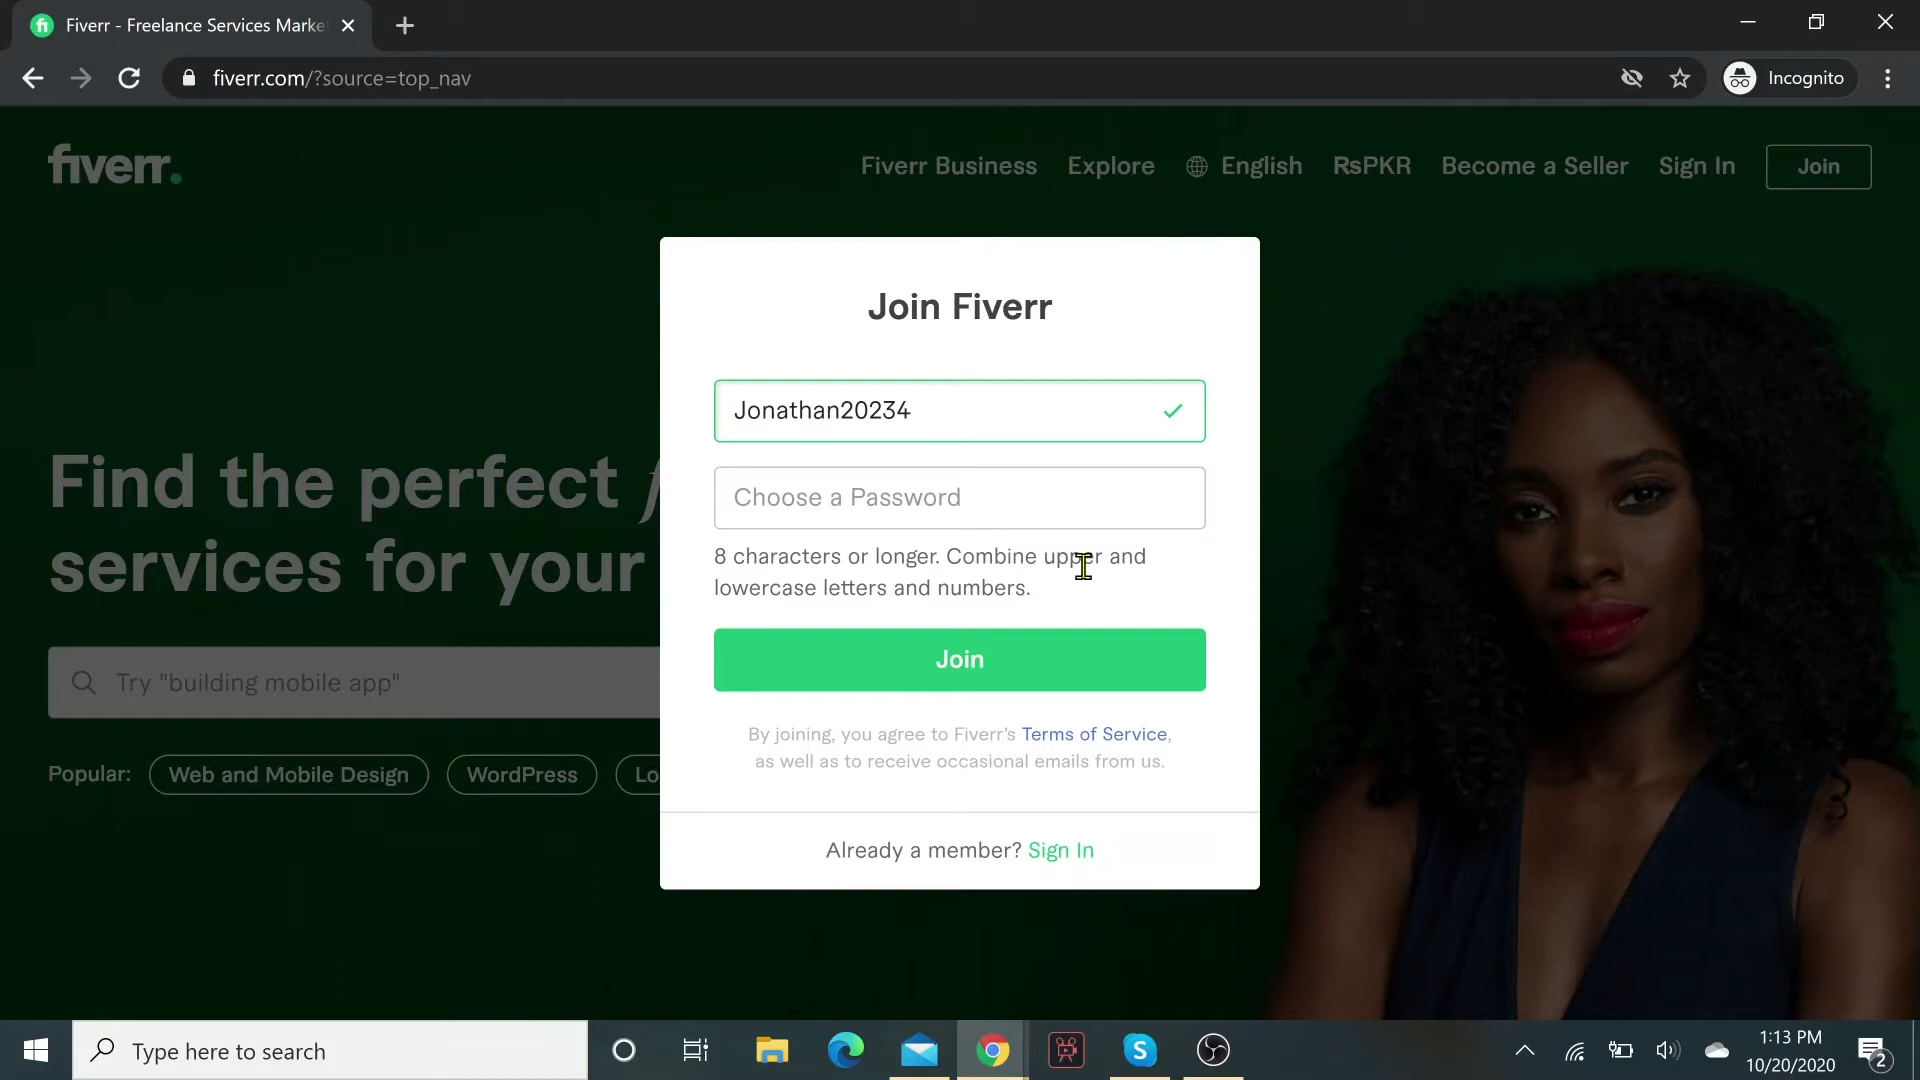 Fiverr - Freelance Services Marke
fiverr.com/?source=top_nav
Incognito
fiverr.
Fiverr Business
Explore
English
₨PKR
Become a Seller
Sign In
Join
Join Fiverr
Jonathan20234
Choose a Password
8 characters or longer. Combine upper and
lowercase letters and numbers.
Join
By joining, you agree to Fiverr's Terms of Service,
as well as to receive occasional emails from us.
Already a member? Sign In
Find the perfect f
services for your
Try "building mobile app"
Popular:
Web and Mobile Design
WordPress
Lo
Type here to search
1:13 PM
10/20/2020
2